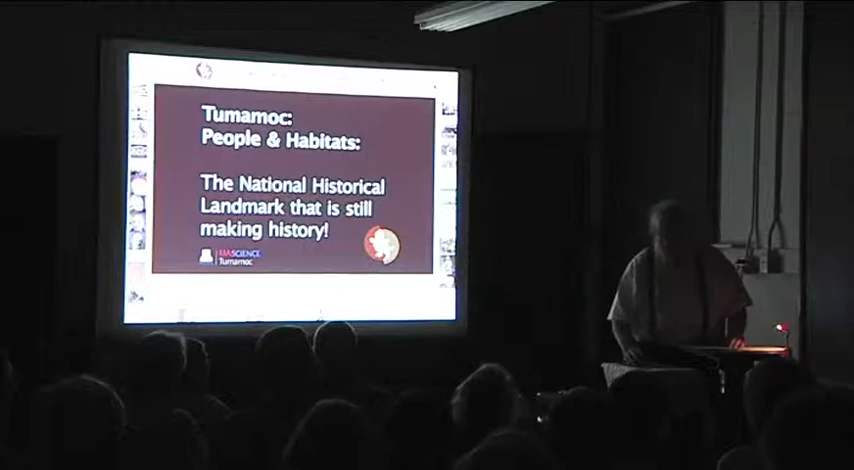 Tumamoc:
People & Habitats:
The National Historical
Landmark that is still
making history!
UASCIENCE
Tumamoc